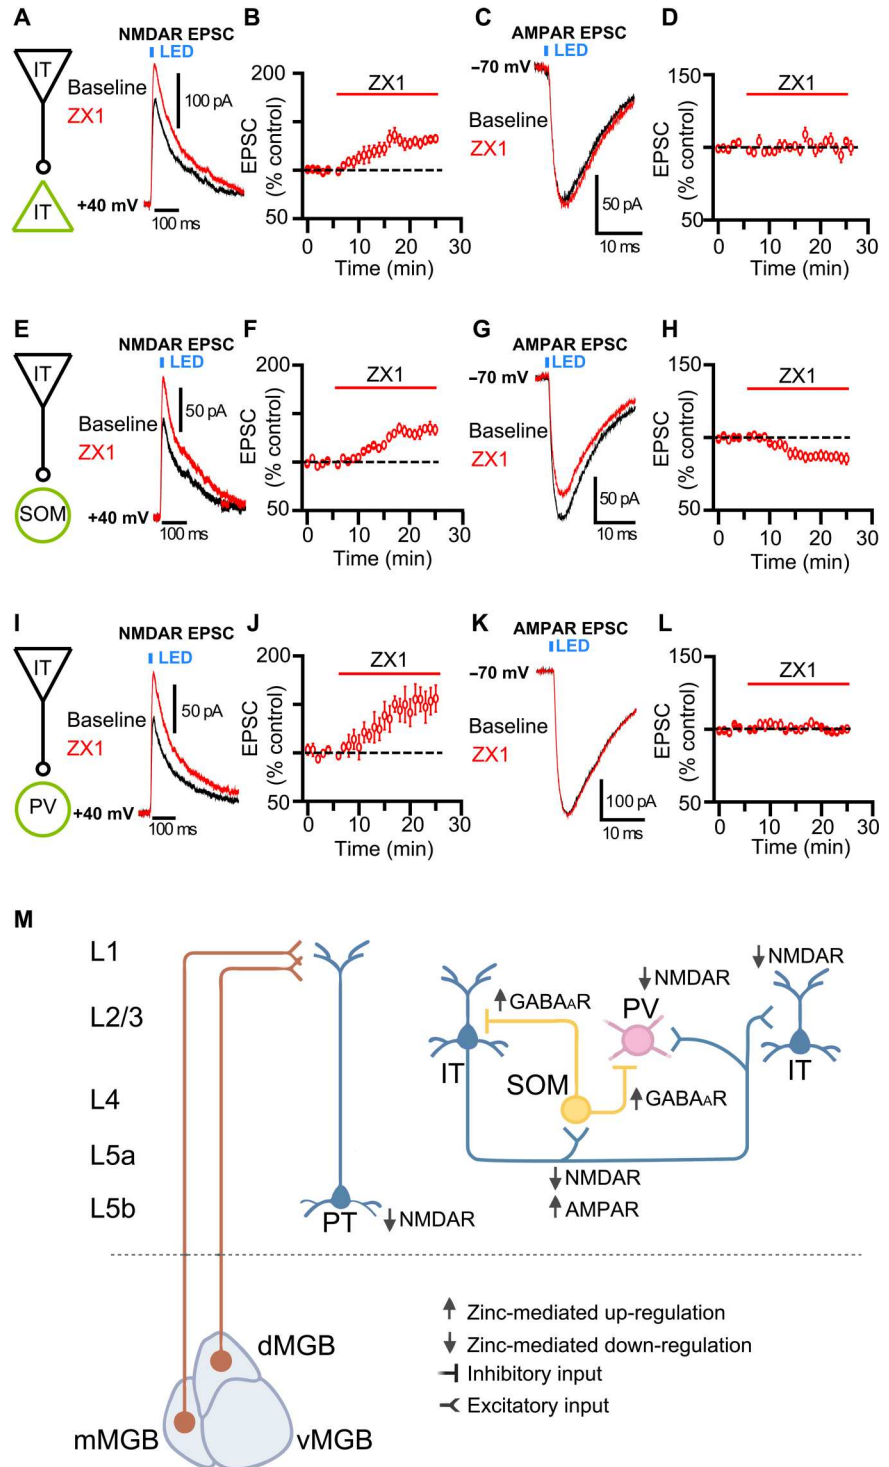 A
B
C
D
NMDAR EPSC
LED
IT
Baseline
ZX1
100 pA
+40 mV
100 ms
IT
200
50
EPSC
(% control)
ZX1
0 10 20 30
Time (min)
AMPAR EPSC
LED
–70 mV
Baseline
ZX1
50 pA
10 ms
150
50
EPSC
(% control)
ZX1
0 10 20 30
Time (min)
E
F
G
H
NMDAR EPSC
LED
IT
Baseline
ZX1
50 pA
+40 mV
100 ms
SOM
200
50
EPSC
(% control)
ZX1
0 10 20 30
Time (min)
AMPAR EPSC
LED
–70 mV
Baseline
ZX1
50 pA
10 ms
150
50
EPSC
(% control)
ZX1
0 10 20 30
Time (min)
I
J
K
L
NMDAR EPSC
LED
IT
Baseline
ZX1
50 pA
+40 mV
100 ms
PV
200
50
EPSC
(% control)
ZX1
0 10 20 30
Time (min)
AMPAR EPSC
LED
–70 mV
Baseline
ZX1
100 pA
10 ms
150
50
EPSC
(% control)
ZX1
0 10 20 30
Time (min)
M
L1
L2/3
L4
L5a
L5b
PT
NMDAR
GABAAR
IT
SOM
NMDAR
PV
GABAAR
NMDAR
IT
NMDAR
AMPAR
dMGB
mMGB
vMGB
Zinc-mediated up-regulation
Zinc-mediated down-regulation
Inhibitory input
Excitatory input